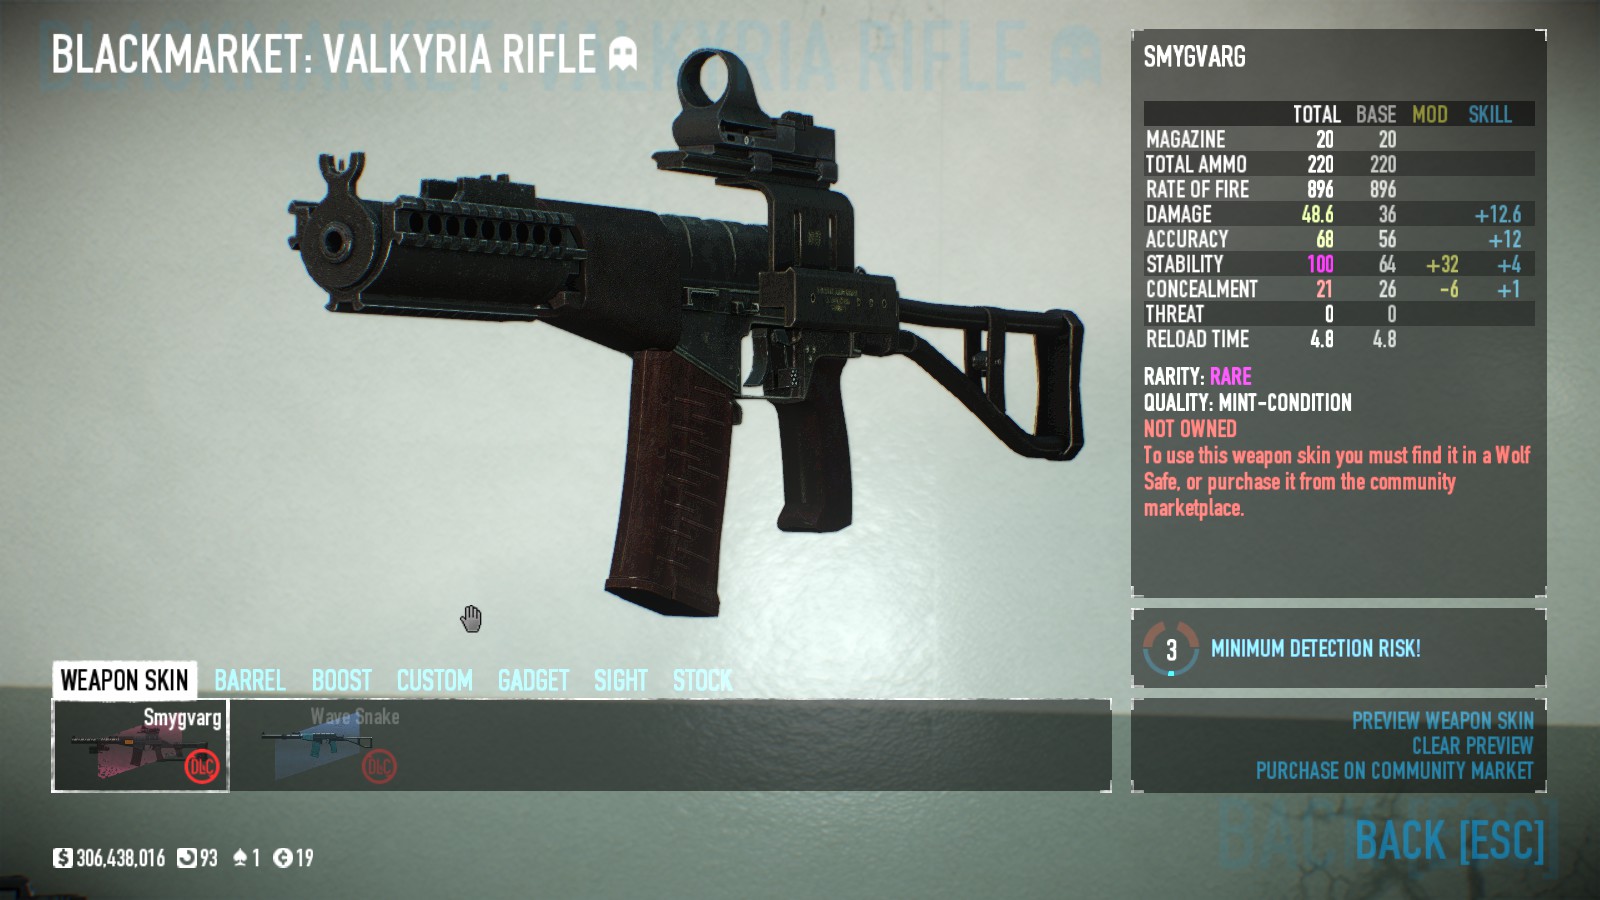 BLACKMARKET: VALKYRIA RIFLE
SMYGVARG
TOTAL BASE MOD SKILL
MAGAZINE 20 20
TOTAL AMMO 220 220
RATE OF FIRE 896 896
DAMAGE 48.6 36 +12.6
ACCURACY 68 56 +12
STABILITY 100 64 +32 +4
CONCEALMENT 21 26 -6 +1
THREAT 0 0
RELOAD TIME 4.8 4.8
RARITY: RARE
QUALITY: MINT-CONDITION
NOT OWNED
To use this weapon skin you must find it in a Wolf
Safe, or purchase it from the community
marketplace.
3 MINIMUM DETECTION RISK!
WEAPON SKIN BARREL BOOST CUSTOM GADGET SIGHT STOCK
Smygvarg Wave Snake
DLC DLC
PREVIEW WEAPON SKIN
CLEAR PREVIEW
PURCHASE ON COMMUNITY MARKET
BACK [ESC]
$ 306,438,016 93 1 19